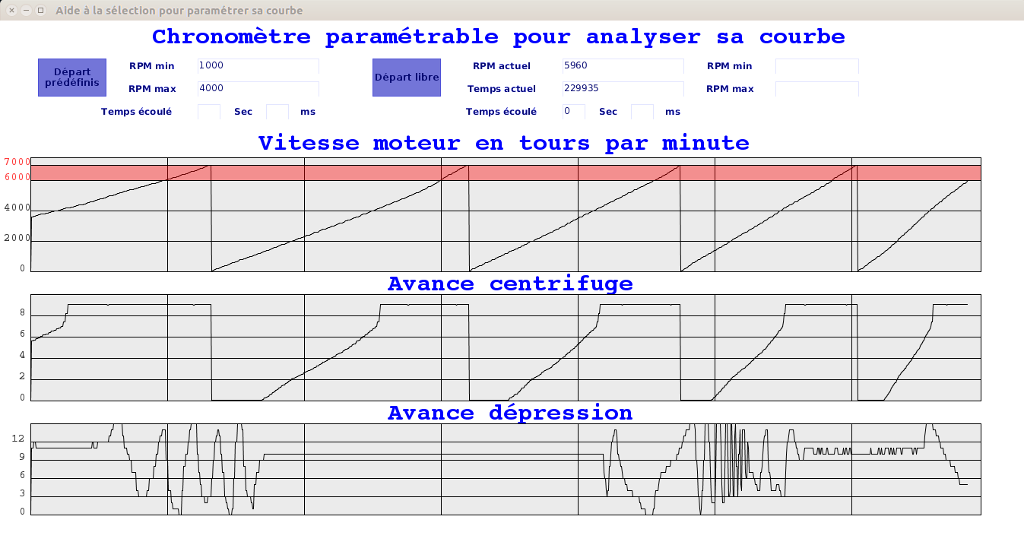 Aide à la sélection pour paramétrer sa courbe
Chronomètre paramétrable pour analyser sa courbe
Départ prédéfinis
RPM min 1000
RPM max 4000
Temps écoulé Sec ms
Départ libre
RPM actuel 5960
Temps actuel 229935
RPM min
RPM max
Temps écoulé 0 Sec ms
Vitesse moteur en tours par minute
7000
6000
4000
2000
0
Avance centrifuge
8
6
4
2
0
Avance dépression
12
9
6
3
0